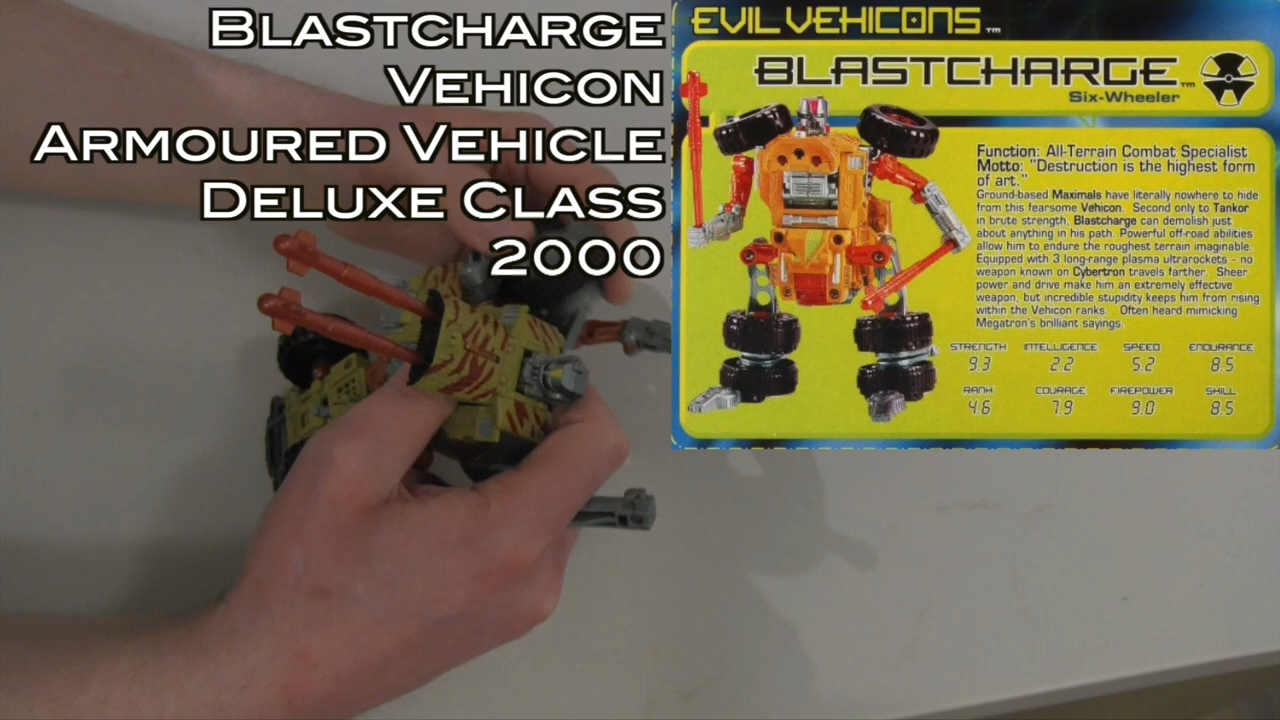 BLASTCHARGE
VEHICON
ARMOURED VEHICLE
DELUXE CLASS
2000
EVIL VEHICONS™
BLASTCHARGE™
Six-Wheeler
Function: All-Terrain Combat Specialist
Motto: "Destruction is the highest form
of art."
Ground-based Maximals have literally nowhere to hide
from this fearsome Vehicon. Second only to Tankor
in brute strength, Blastcharge can demolish just
about anything in his path. Powerful off-road abilities
allow him to endure the roughest terrain imaginable.
Equipped with 3 long-range plasma ultrarockets - no
weapon known on Cybertron travels farther. Sheer
power and drive make him an extremely effective
weapon, but incredible stupidity keeps him from rising
within the Vehicon ranks. Often heard mimicking
Megatron's brilliant sayings.
STRENGTH INTELLIGENCE SPEED ENDURANCE
9.3 2.2 5.2 8.5
RANK COURAGE FIREPOWER SKILL
4.6 7.9 9.0 8.5